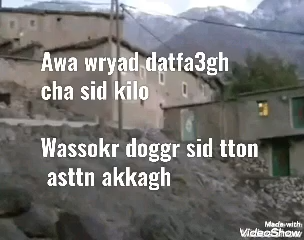 Awa wryad datfa3gh
cha sid kilo
Wassokr doggr sid tton
asttn akkagh
Made with
VideoShow